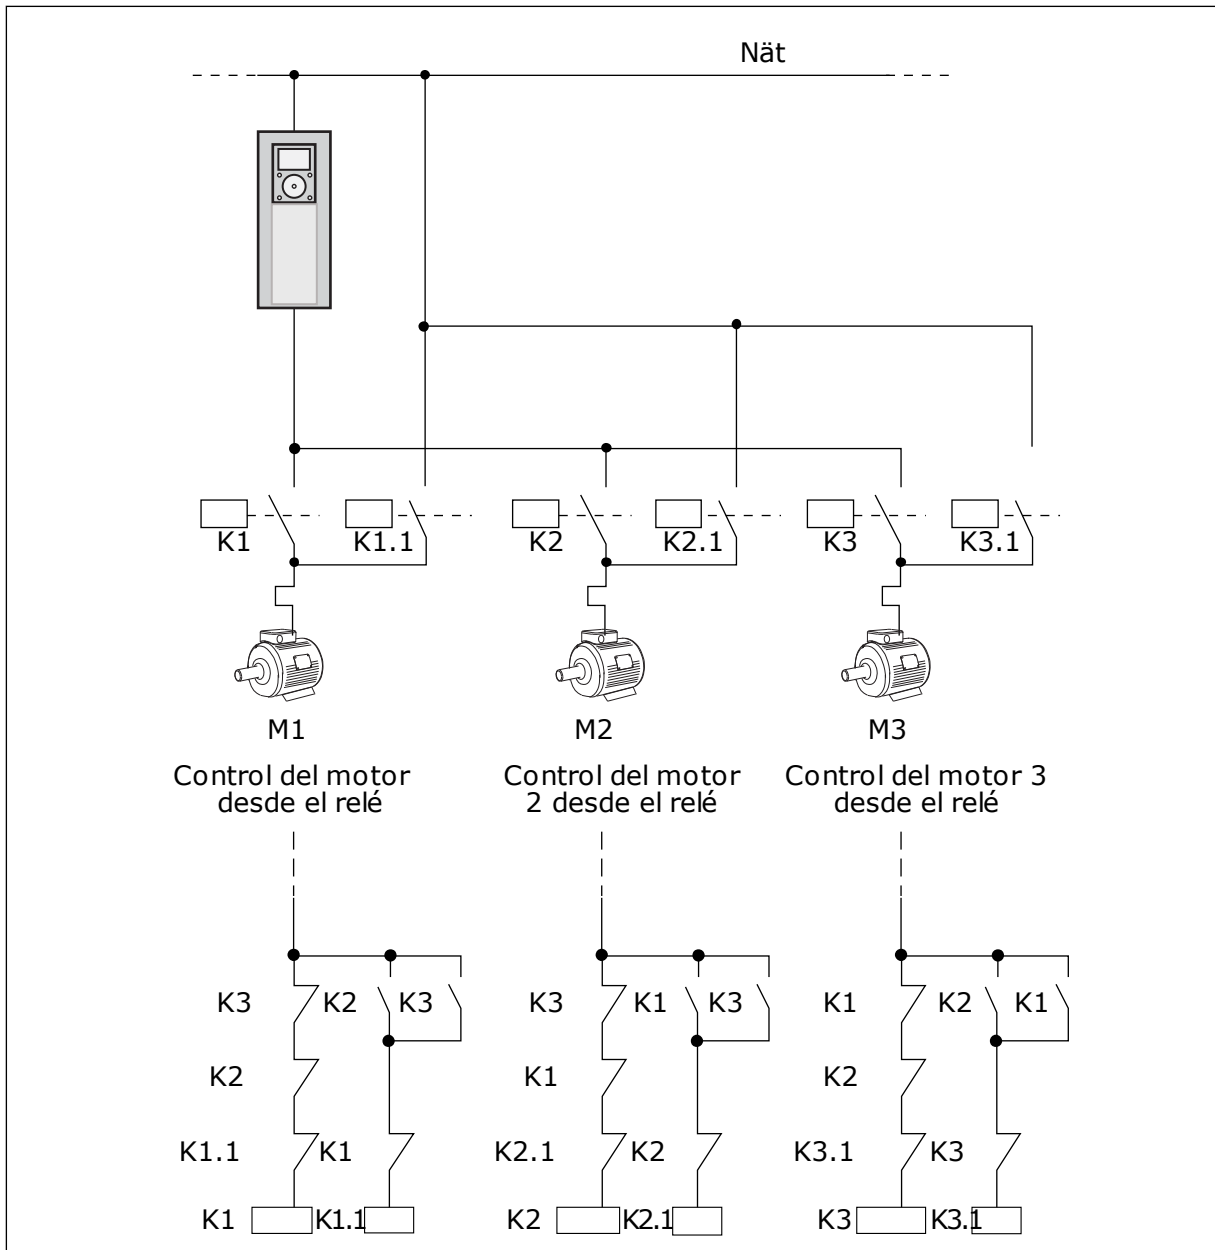 Nät
K1 K1.1 K2 K2.1 K3 K3.1
M1 M2 M3
Control del motor
desde el relé
Control del motor
2 desde el relé
Control del motor 3
desde el relé
K3 K2 K3 K3 K1 K3 K1 K2 K1
K2 K1 K2
K1.1 K1 K2.1 K2 K3.1 K3
K1 K1.1 K2 K2.1 K3 K3.1